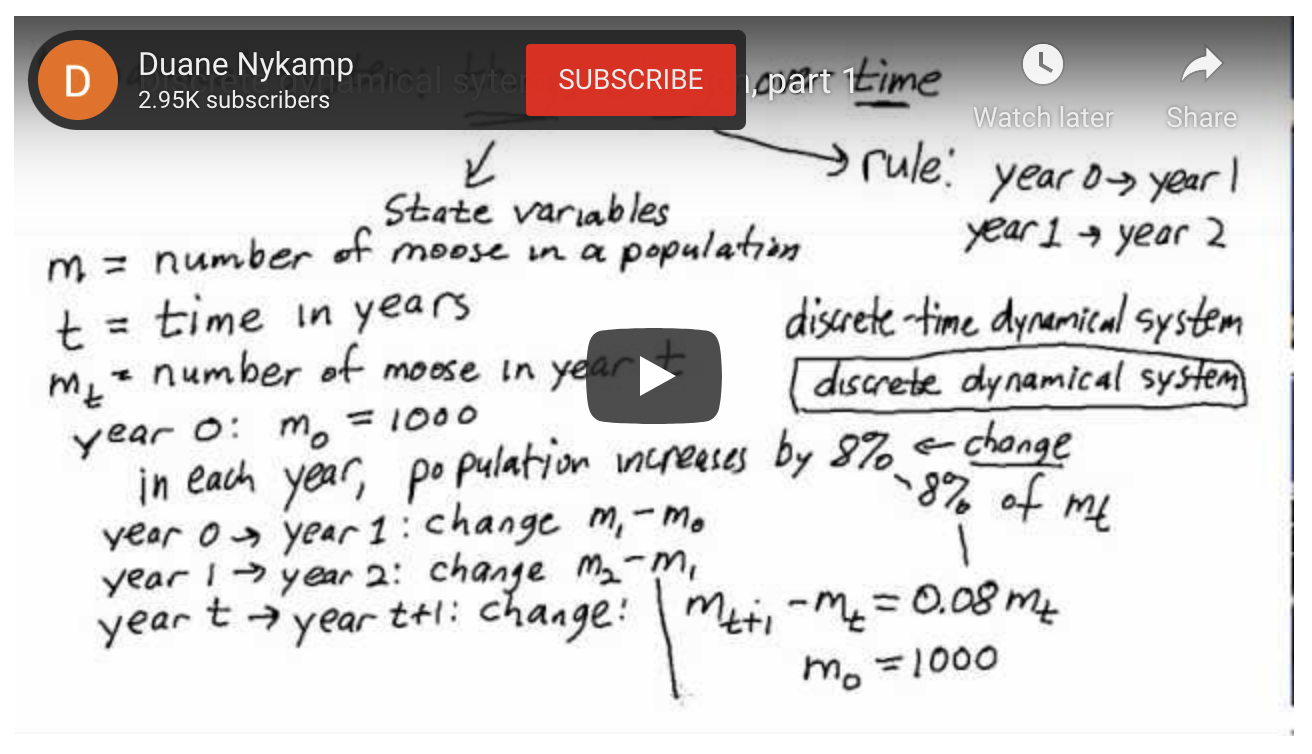 Duane Nykamp
2.95K subscribers
SUBSCRIBE
, part 1
time
Watch later
Share
rule: year 0 → year 1
year 1 → year 2
State variables
m = number of moose in a population
t = time in years
m_t = number of moose in year t
discrete-time dynamical system
discrete dynamical system
year 0: m_0 = 1000
in each year, population increases by 8% ← change
8% of m_t
year 0 → year 1: change m_1 - m_0
year 1 → year 2: change m_2 - m_1
year t → year t+1: change: m_{t+1} - m_t = 0.08 m_t
m_0 = 1000